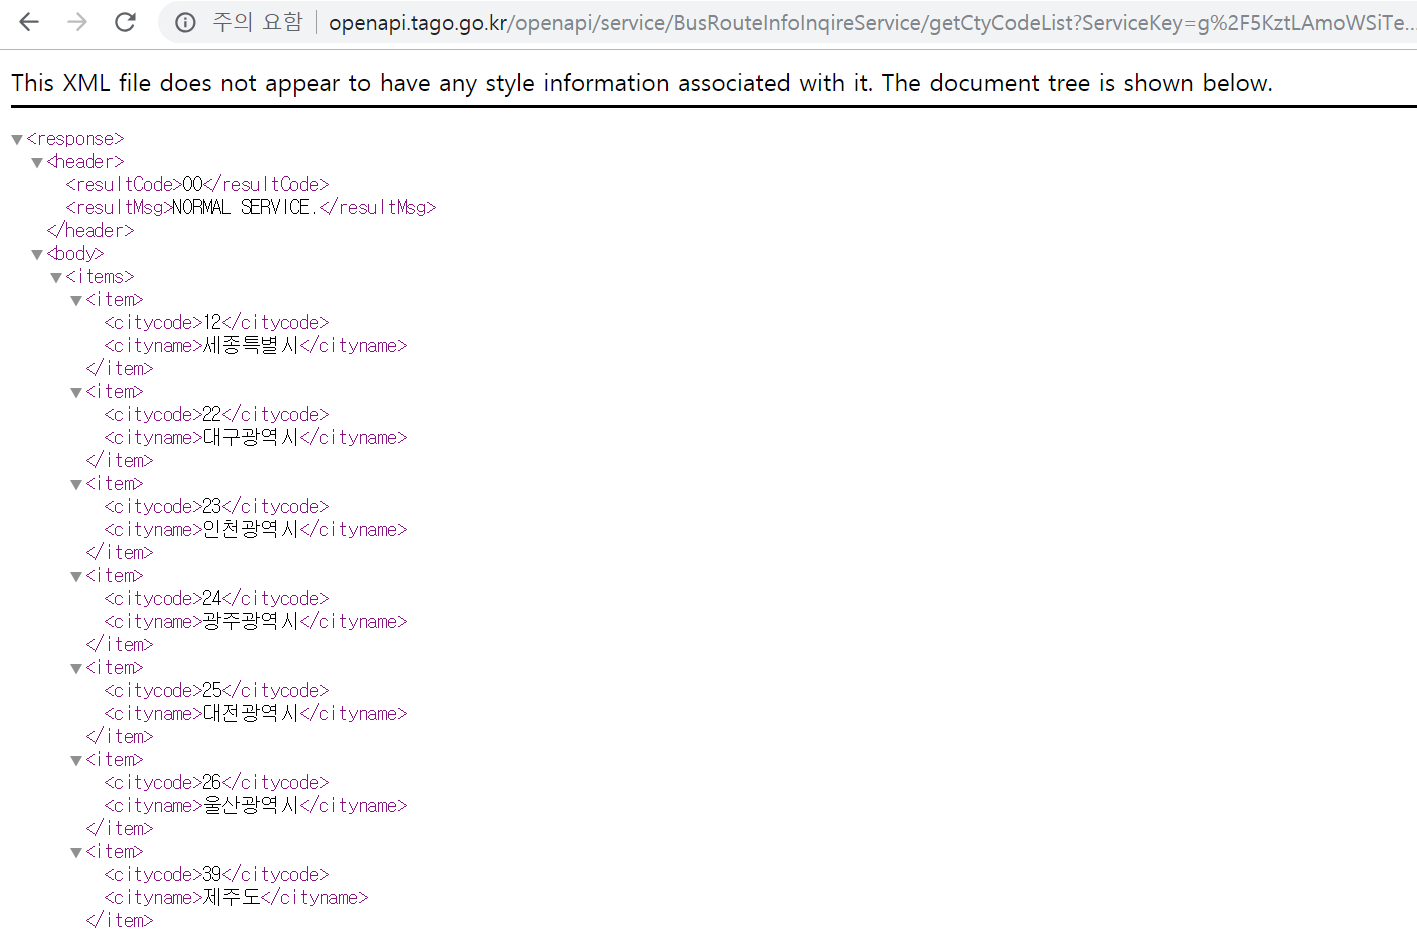 주의 요함 openapi.tago.go.kr/openapi/service/BusRouteInfoInqireService/getCtyCodeList?ServiceKey=g%2F5KztLAmoWSiTe...
This XML file does not appear to have any style information associated with it. The document tree is shown below.
▼<response>
▼<header>
<resultCode>00</resultCode>
<resultMsg>NORMAL SERVICE.</resultMsg>
</header>
▼<body>
▼<items>
▼<item>
<citycode>12</citycode>
<cityname>세종특별시</cityname>
</item>
▼<item>
<citycode>22</citycode>
<cityname>대구광역시</cityname>
</item>
▼<item>
<citycode>23</citycode>
<cityname>인천광역시</cityname>
</item>
▼<item>
<citycode>24</citycode>
<cityname>광주광역시</cityname>
</item>
▼<item>
<citycode>25</citycode>
<cityname>대전광역시</cityname>
</item>
▼<item>
<citycode>26</citycode>
<cityname>울산광역시</cityname>
</item>
▼<item>
<citycode>39</citycode>
<cityname>제주도</cityname>
</item>